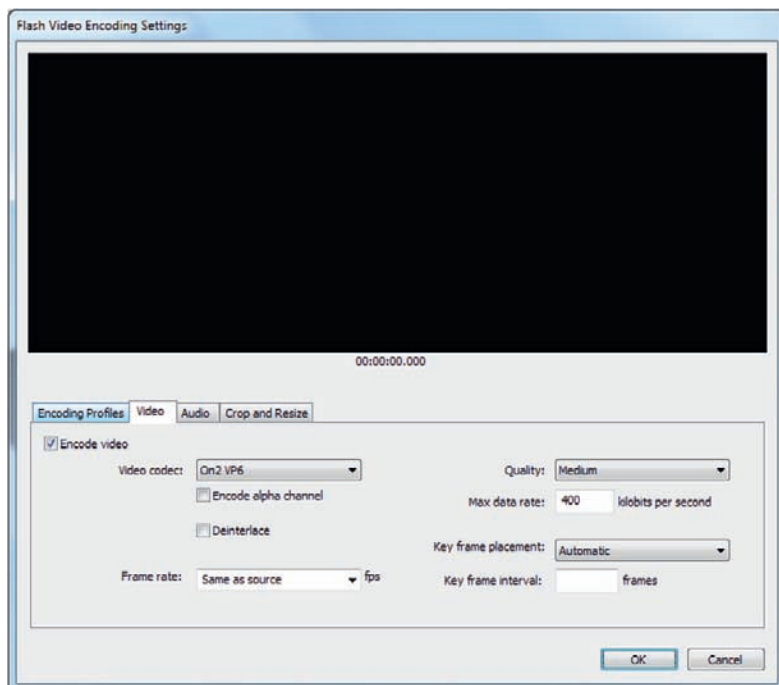 Flash Video Encoding Settings
00:00:00.000
Encoding Profiles Video Audio Crop and Resize
Encode video
Video codec: On2 VP6 Quality: Medium
Encode alpha channel Max data rate: 400 kilobits per second
Deinterlace
Key frame placement: Automatic
Frame rate: Same as source fps Key frame interval: frames
OK Cancel